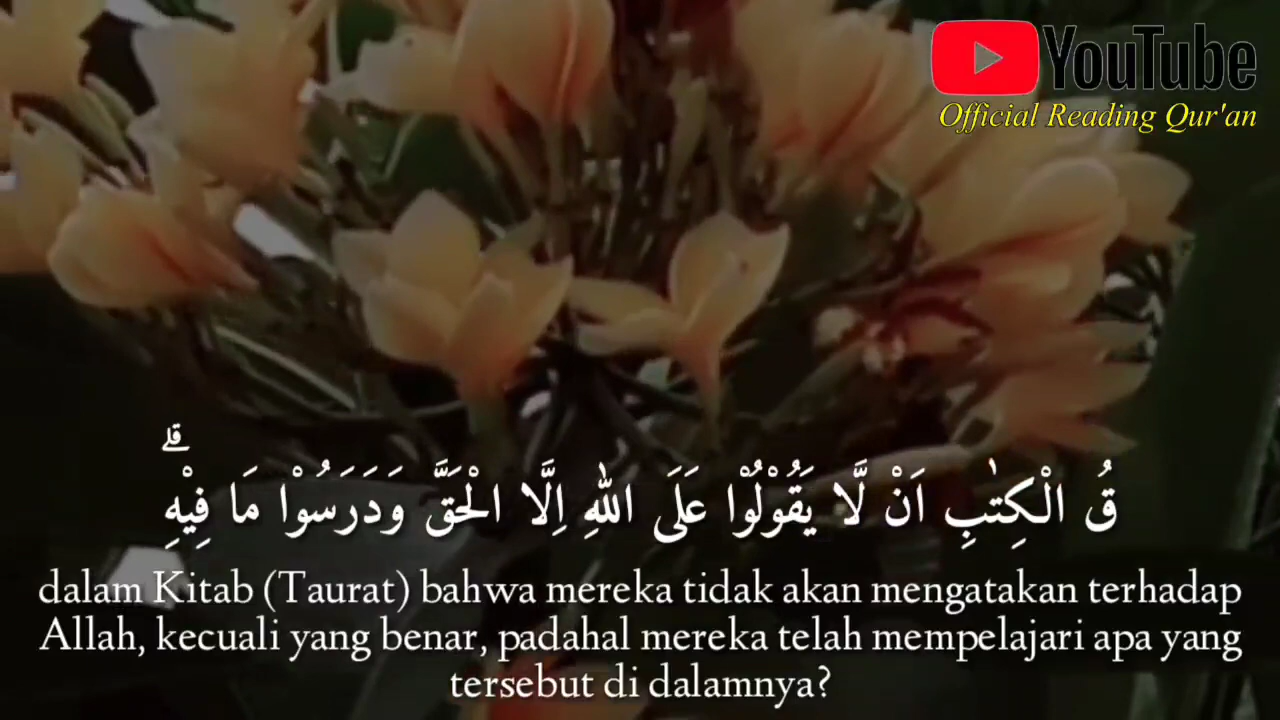 YouTube
Official Reading Qur'an
قُ الْكِتٰبِ اَنْ لَّا يَقُوْلُوْا عَلَى اللّٰهِ اِلَّا الْحَقَّ وَدَرَسُوْا مَا فِيْهِۗ
dalam Kitab (Taurat) bahwa mereka tidak akan mengatakan terhadap
Allah, kecuali yang benar, padahal mereka telah mempelajari apa yang
tersebut di dalamnya?